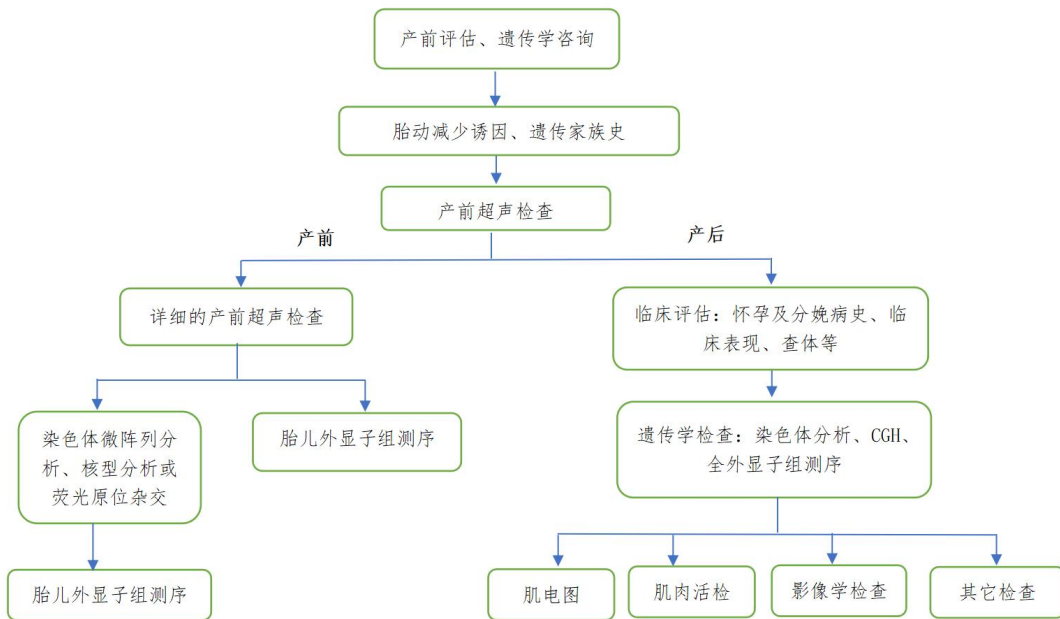 产前评估、遗传学咨询
胎动减少诱因、遗传家族史
产前超声检查
产前
产后
详细的产前超声检查
临床评估：怀孕及分娩病史、临
床表现、查体等
染色体微阵列分
析、核型分析或
荧光原位杂交
胎儿外显子组测序
遗传学检查：染色体分析、CGH、
全外显子组测序
胎儿外显子组测序
肌电图
肌肉活检
影像学检查
其它检查